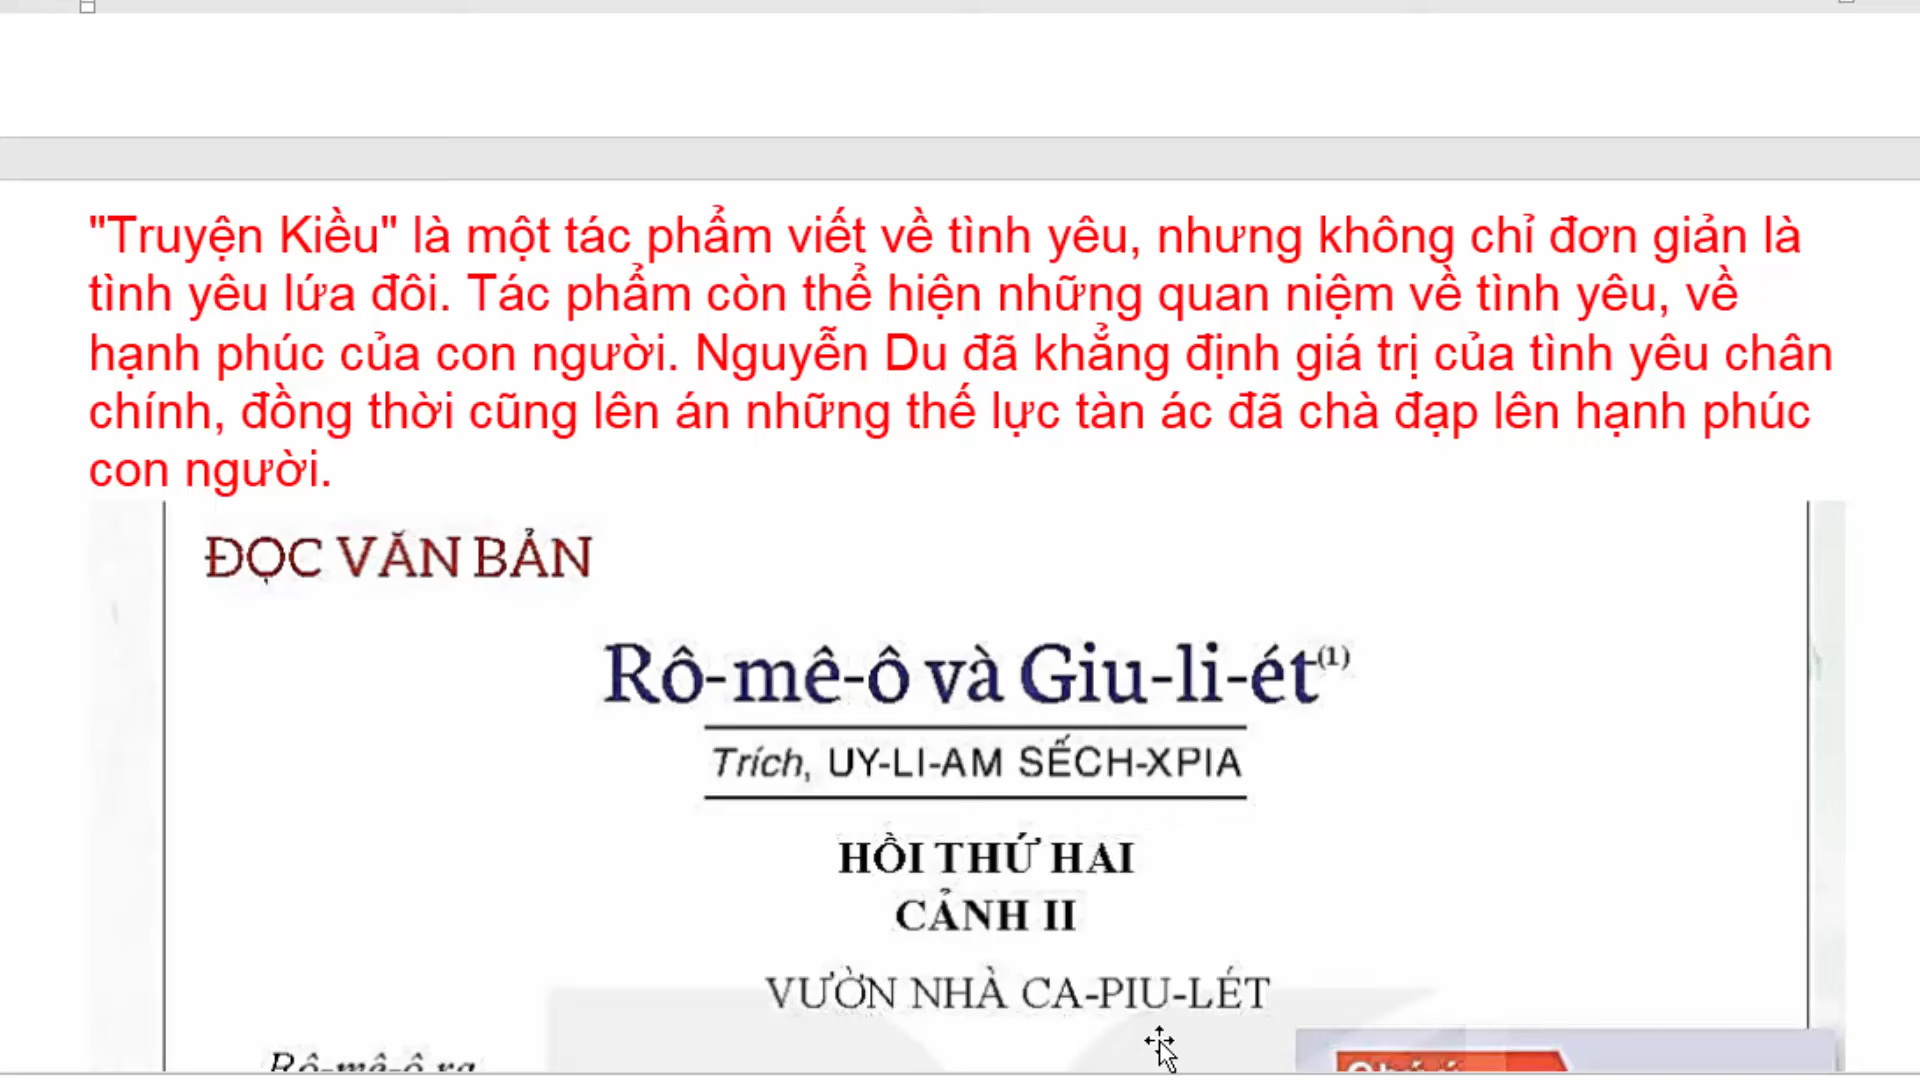 "Truyện Kiều" là một tác phẩm viết về tình yêu, nhưng không chỉ đơn giản là
tình yêu lứa đôi. Tác phẩm còn thể hiện những quan niệm về tình yêu, về
hạnh phúc của con người. Nguyễn Du đã khẳng định giá trị của tình yêu chân
chính, đồng thời cũng lên án những thế lực tàn ác đã chà đạp lên hạnh phúc
con người.
ĐỌC VĂN BẢN
Rô-mê-ô và Giu-li-ét(1)
Trích, UY-LI-AM SẾCH-XPIA
HỒI THỨ HAI
CẢNH II
VƯỜN NHÀ CA-PIU-LÉT
Rô-mê-ô ra